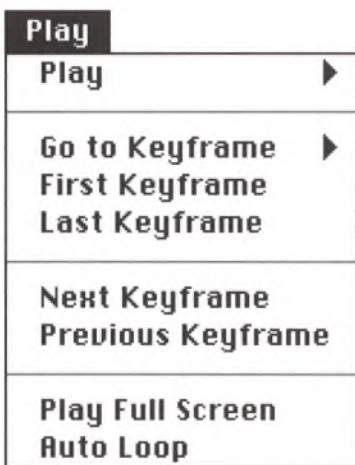 Play
Play
Go to Keyframe
First Keyframe
Last Keyframe
Next Keyframe
Previous Keyframe
Play Full Screen
Auto Loop